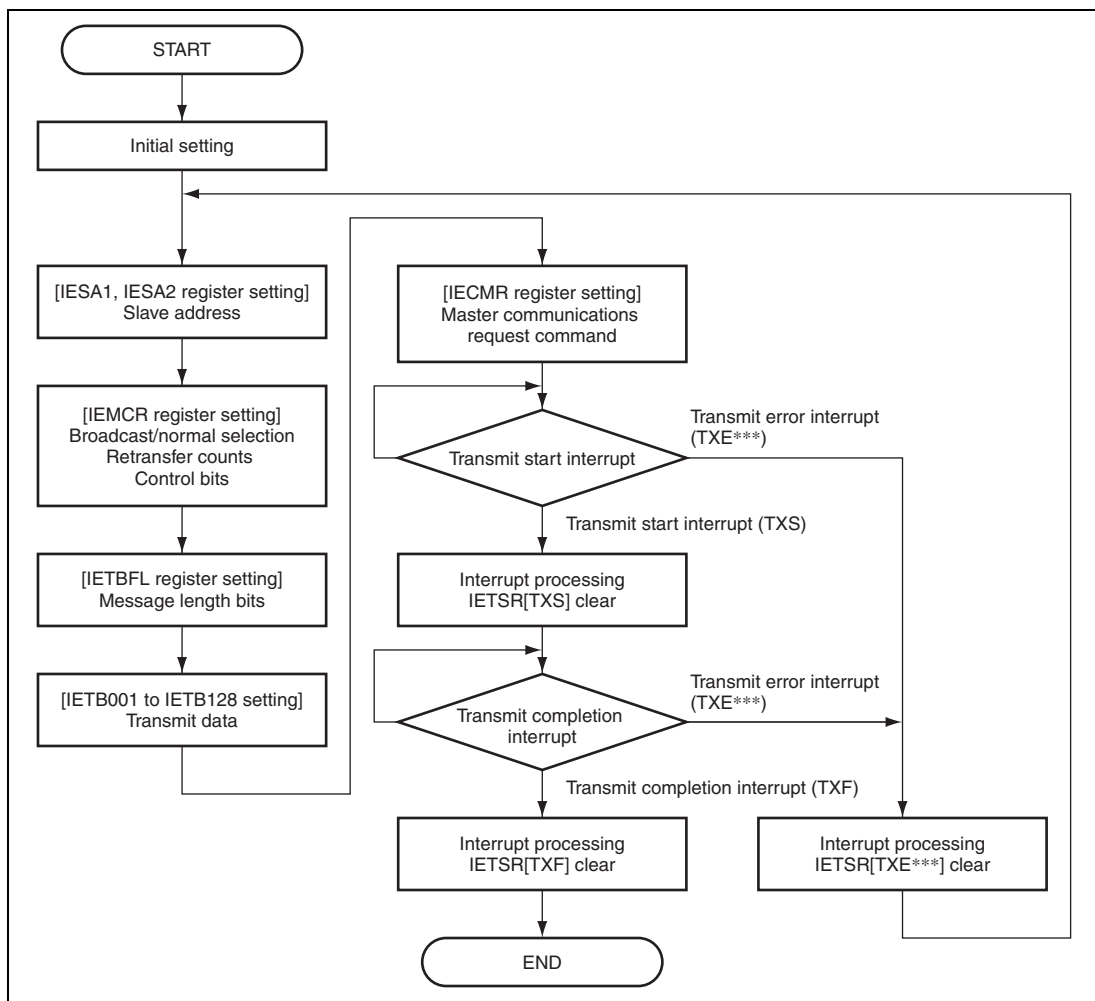 START
Initial setting
[IESA1, IESA2 register setting]
Slave address
[IEMCR register setting]
Broadcast/normal selection
Retransfer counts
Control bits
[IETBFL register setting]
Message length bits
[IETB001 to IETB128 setting]
Transmit data
[IECMR register setting]
Master communications
request command
Transmit start interrupt
Transmit error interrupt
(TXE***)
Transmit start interrupt (TXS)
Interrupt processing
IETSR[TXS] clear
Transmit completion
interrupt
Transmit error interrupt
(TXE***)
Transmit completion interrupt (TXF)
Interrupt processing
IETSR[TXF] clear
Interrupt processing
IETSR[TXE***] clear
END